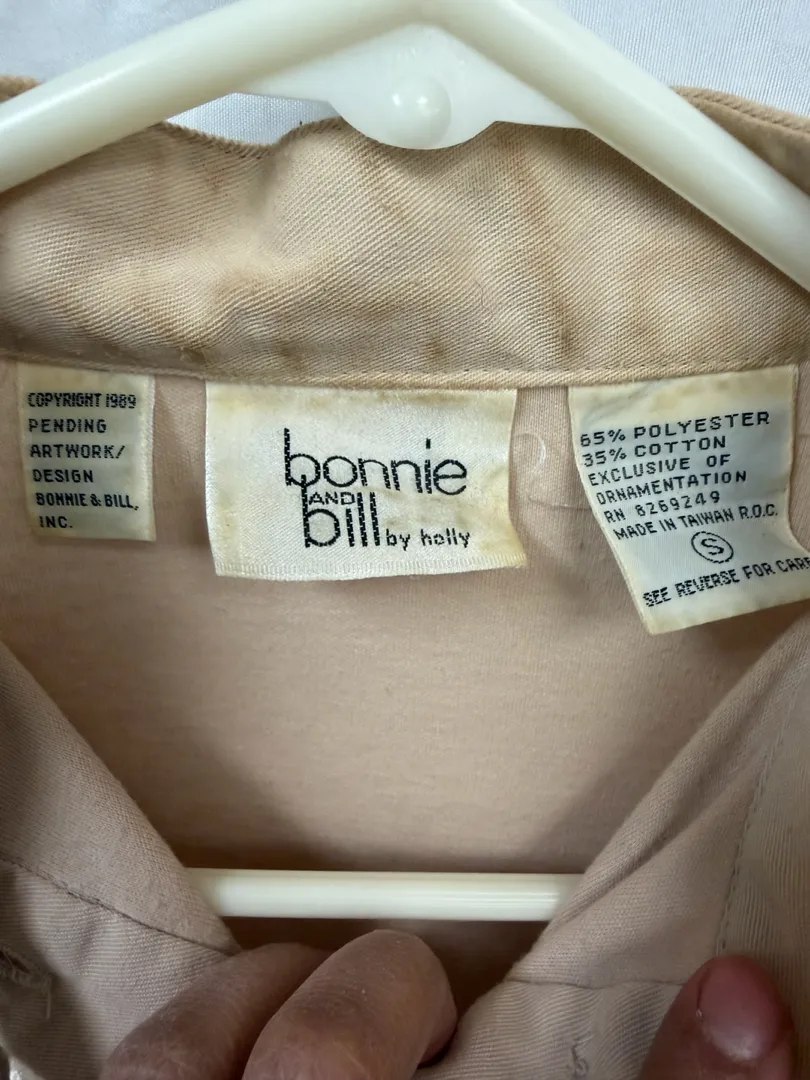 COPYRIGHT 1989
PENDING
ARTWORK/
DESIGN
BONNIE & BILL,
INC.
bonnie
AND
bill by holly
65% POLYESTER
35% COTTON
EXCLUSIVE OF
ORNAMENTATION
RN 8269249
MADE IN TAIWAN R.O.C.
S
SEE REVERSE FOR CARE